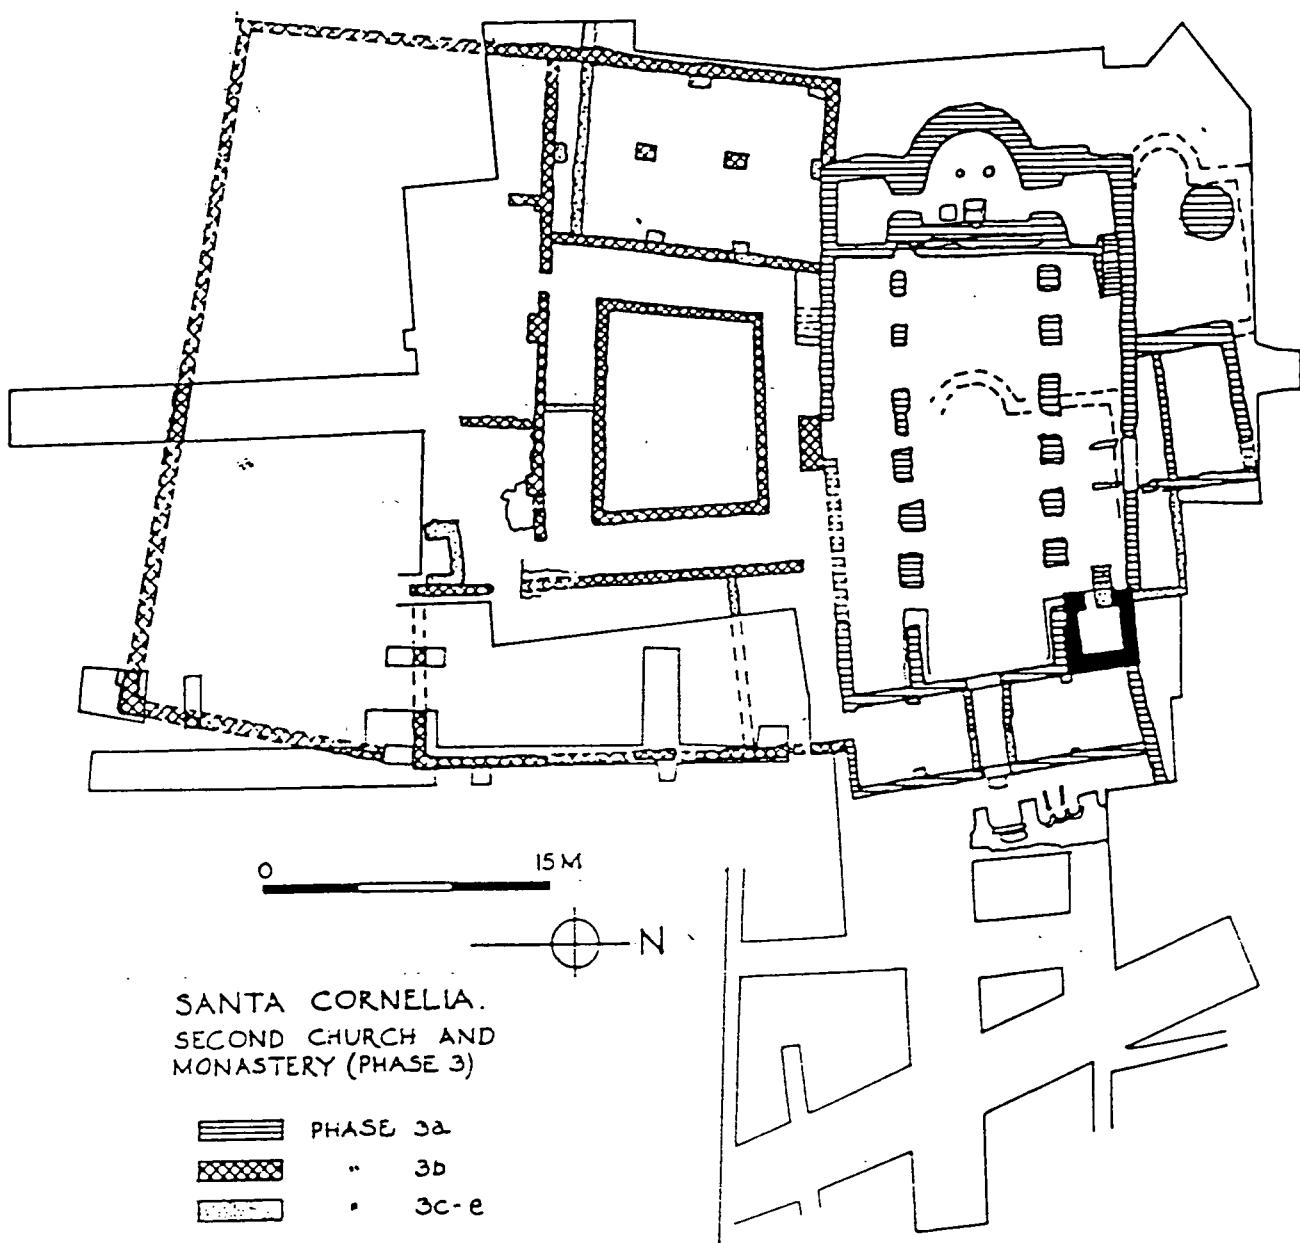 0 15 M
N
SANTA CORNELIA.
SECOND CHURCH AND
MONASTERY (PHASE 3)
PHASE 3a
" 3b
" 3c-e